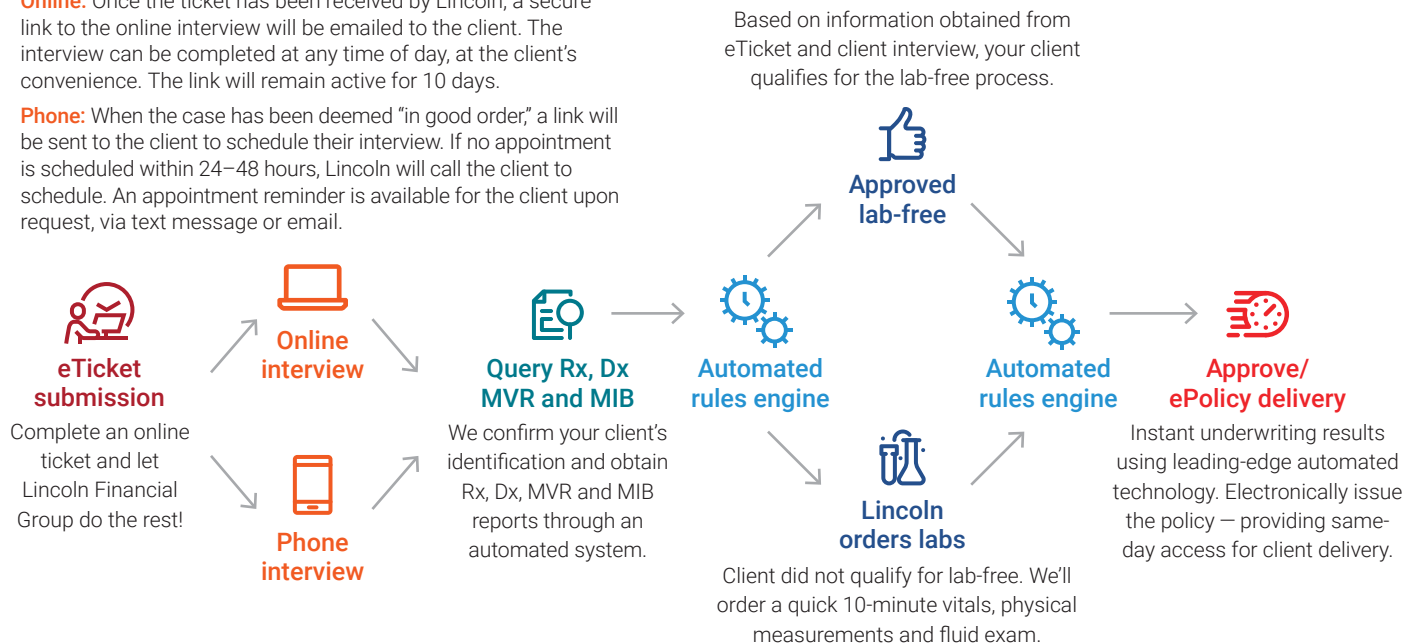 Online: Once the ticket has been received by Lincoln, a secure
link to the online interview will be emailed to the client. The
interview can be completed at any time of day, at the client’s
convenience. The link will remain active for 10 days.
Phone: When the case has been deemed “in good order,” a link will
be sent to the client to schedule their interview. If no appointment
is scheduled within 24–48 hours, Lincoln will call the client to
schedule. An appointment reminder is available for the client upon
request, via text message or email.
Based on information obtained from
eTicket and client interview, your client
qualifies for the lab-free process.
Approved
lab-free
eTicket
submission
Complete an online
ticket and let
Lincoln Financial
Group do the rest!
Online
interview
Phone
interview
Query Rx, Dx
MVR and MIB
We confirm your client’s
identification and obtain
Rx, Dx, MVR and MIB
reports through an
automated system.
Automated
rules engine
Lincoln
orders labs
Client did not qualify for lab-free. We’ll
order a quick 10-minute vitals, physical
measurements and fluid exam.
Automated
rules engine
Approve/
ePolicy delivery
Instant underwriting results
using leading-edge automated
technology. Electronically issue
the policy — providing same-
day access for client delivery.